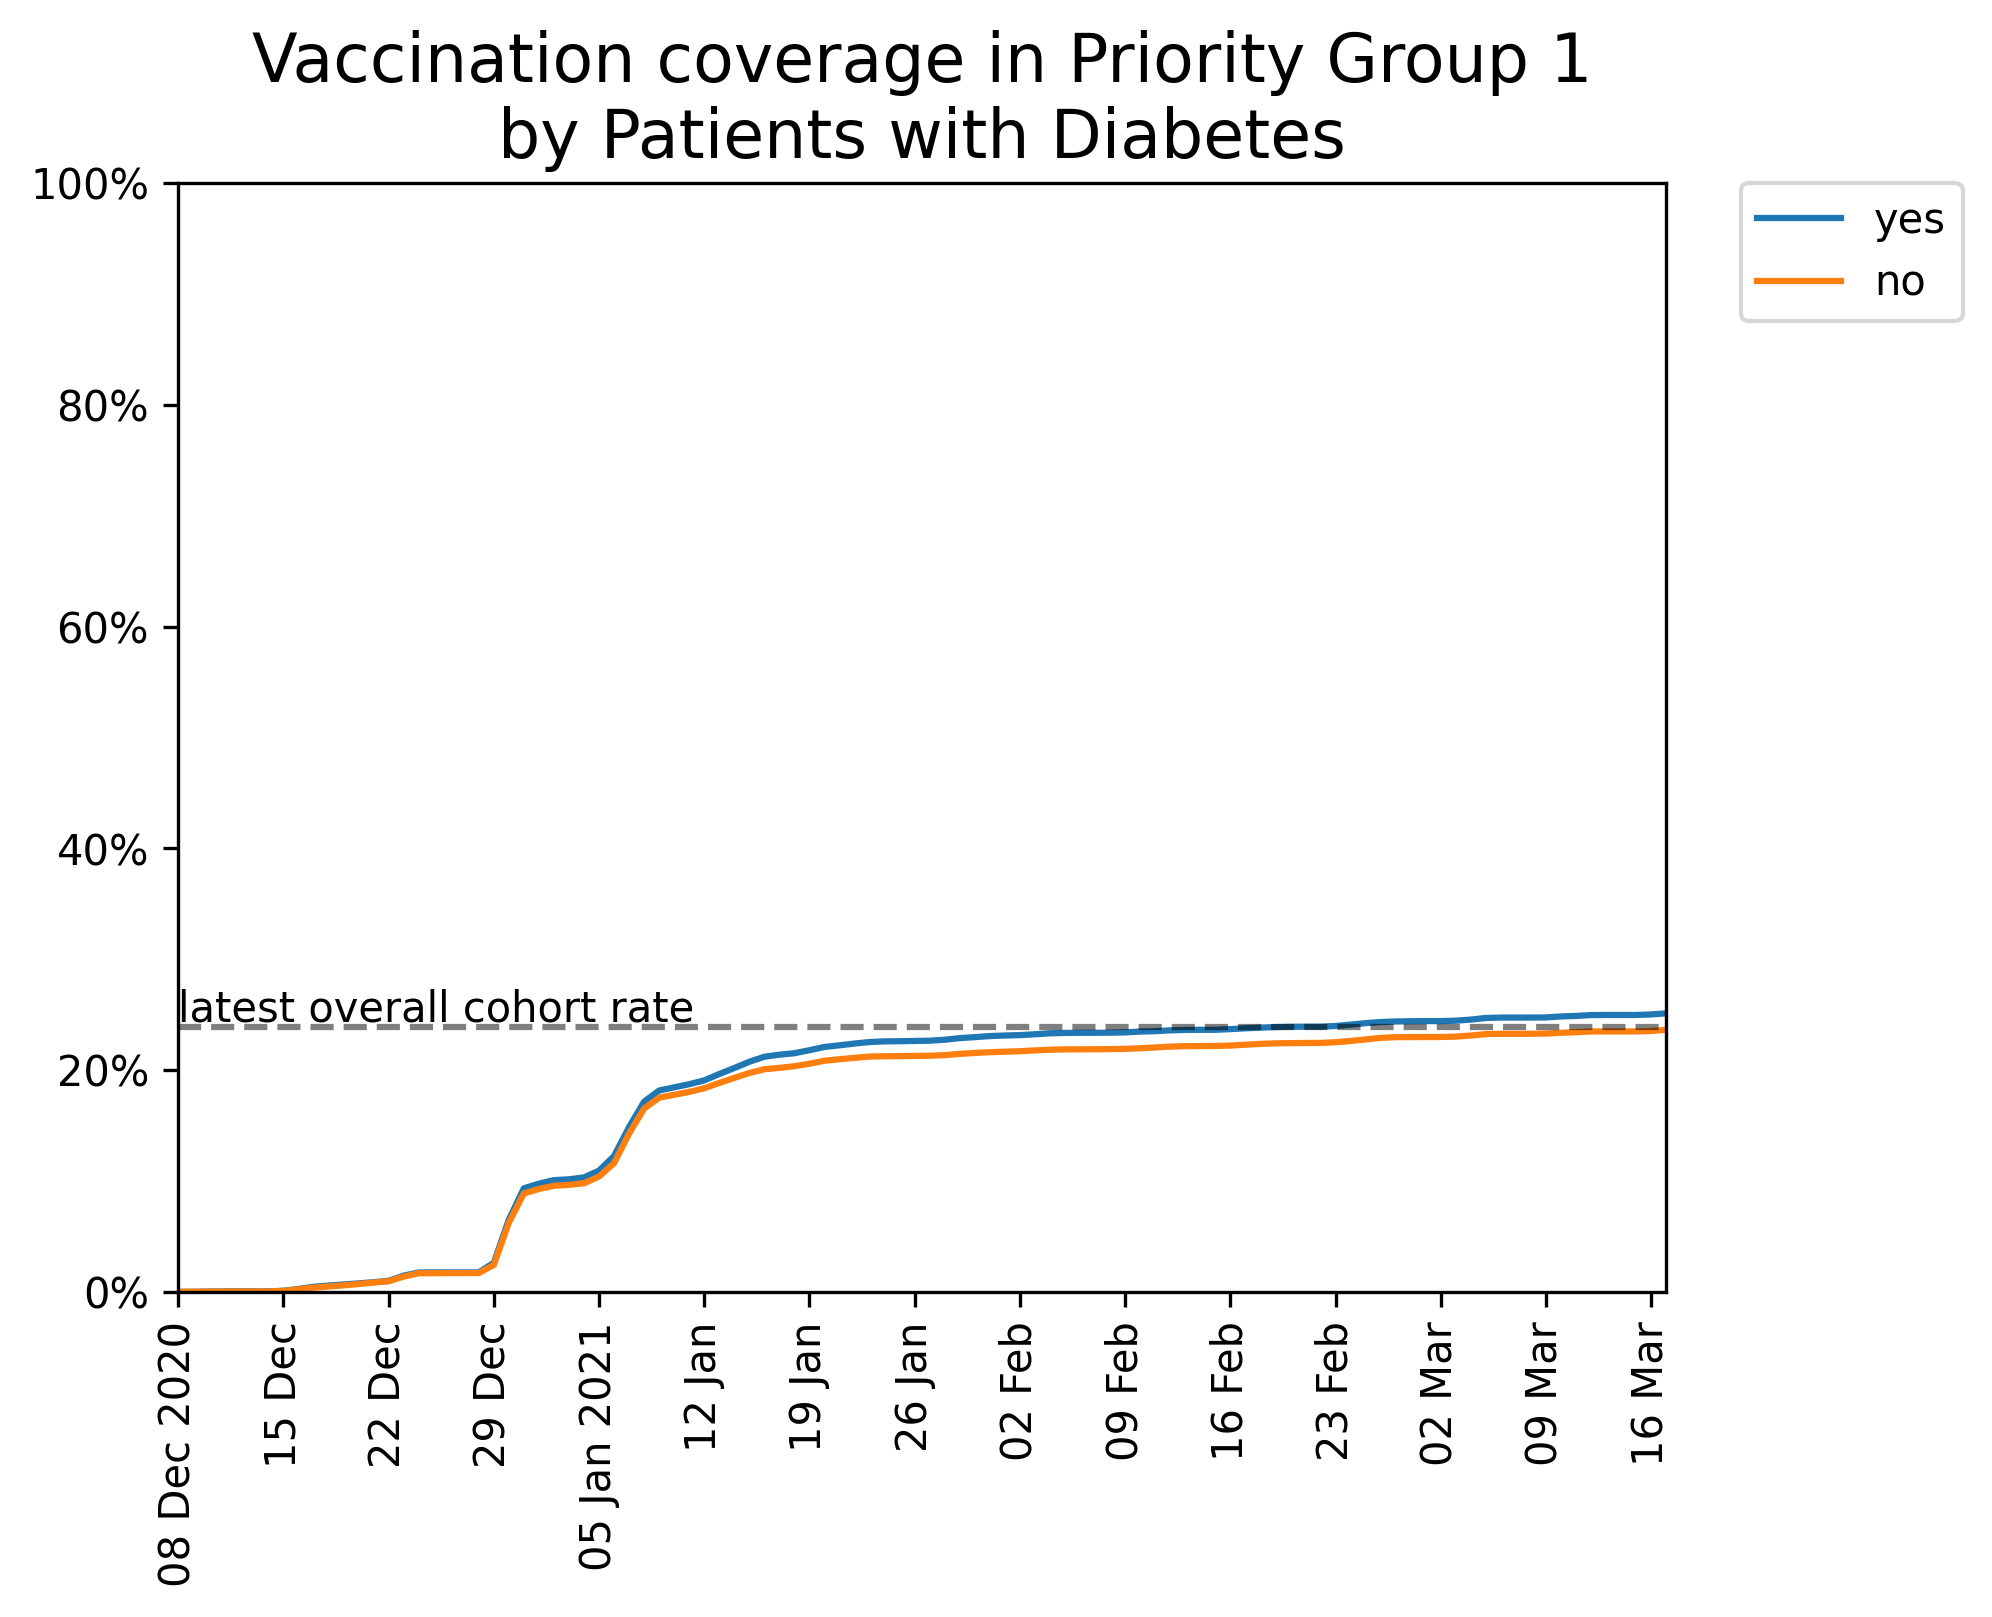 Vaccination coverage in Priority Group 1
by Patients with Diabetes
100%
80%
60%
40%
20%
0%
latest overall cohort rate
yes
no
08 Dec 2020
15 Dec
22 Dec
29 Dec
05 Jan 2021
12 Jan
19 Jan
26 Jan
02 Feb
09 Feb
16 Feb
23 Feb
02 Mar
09 Mar
16 Mar